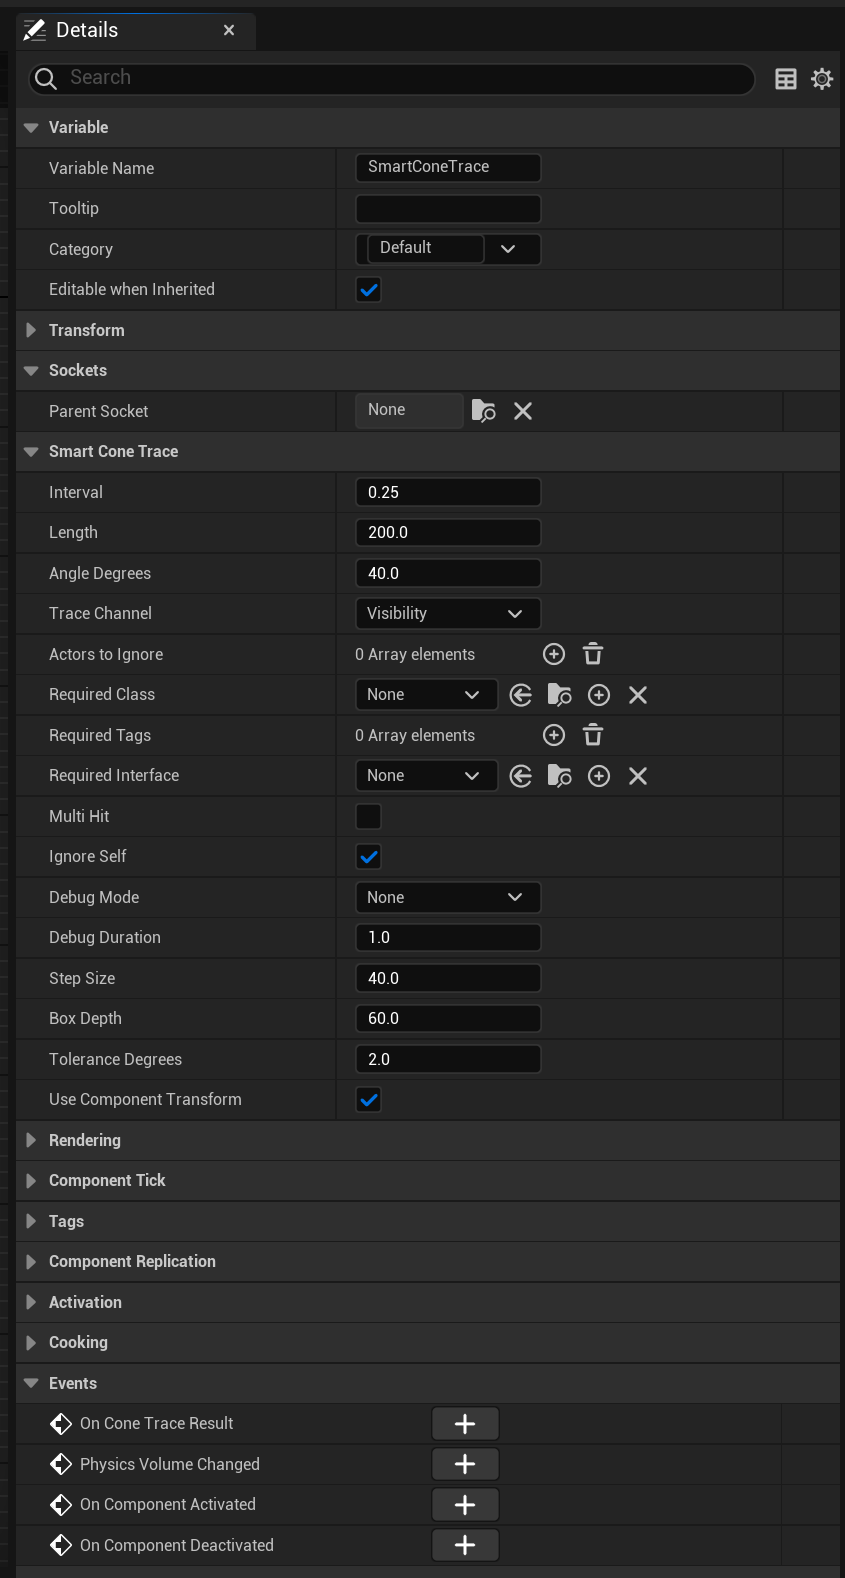 Details
Search
Variable
Variable Name SmartConeTrace
Tooltip
Category Default
Editable when Inherited
Transform
Sockets
Parent Socket None
Smart Cone Trace
Interval 0.25
Length 200.0
Angle Degrees 40.0
Trace Channel Visibility
Actors to Ignore 0 Array elements
Required Class None
Required Tags 0 Array elements
Required Interface None
Multi Hit
Ignore Self
Debug Mode None
Debug Duration 1.0
Step Size 40.0
Box Depth 60.0
Tolerance Degrees 2.0
Use Component Transform
Rendering
Component Tick
Tags
Component Replication
Activation
Cooking
Events
On Cone Trace Result
Physics Volume Changed
On Component Activated
On Component Deactivated